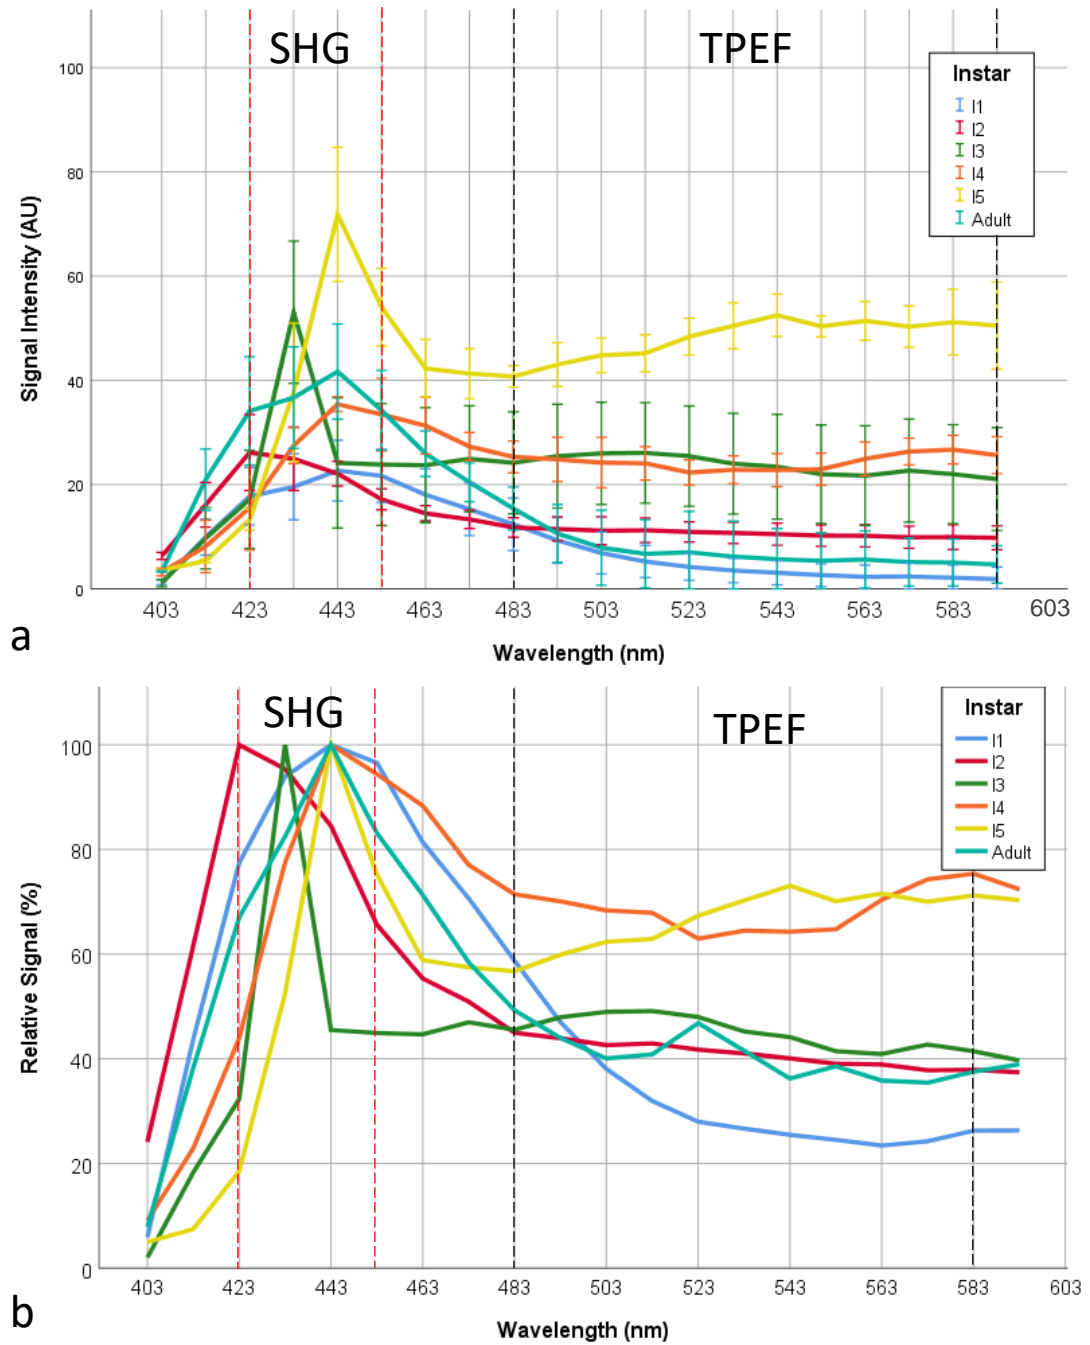 SHG
TPEF
Instar
I1
I2
I3
I4
I5
Adult
100
80
60
40
20
0
Signal Intensity (AU)
403 423 443 463 483 503 523 543 563 583 603
Wavelength (nm)
a
SHG
TPEF
Instar
I1
I2
I3
I4
I5
Adult
100
80
60
40
20
0
Relative Signal (%)
403 423 443 463 483 503 523 543 563 583 603
Wavelength (nm)
b